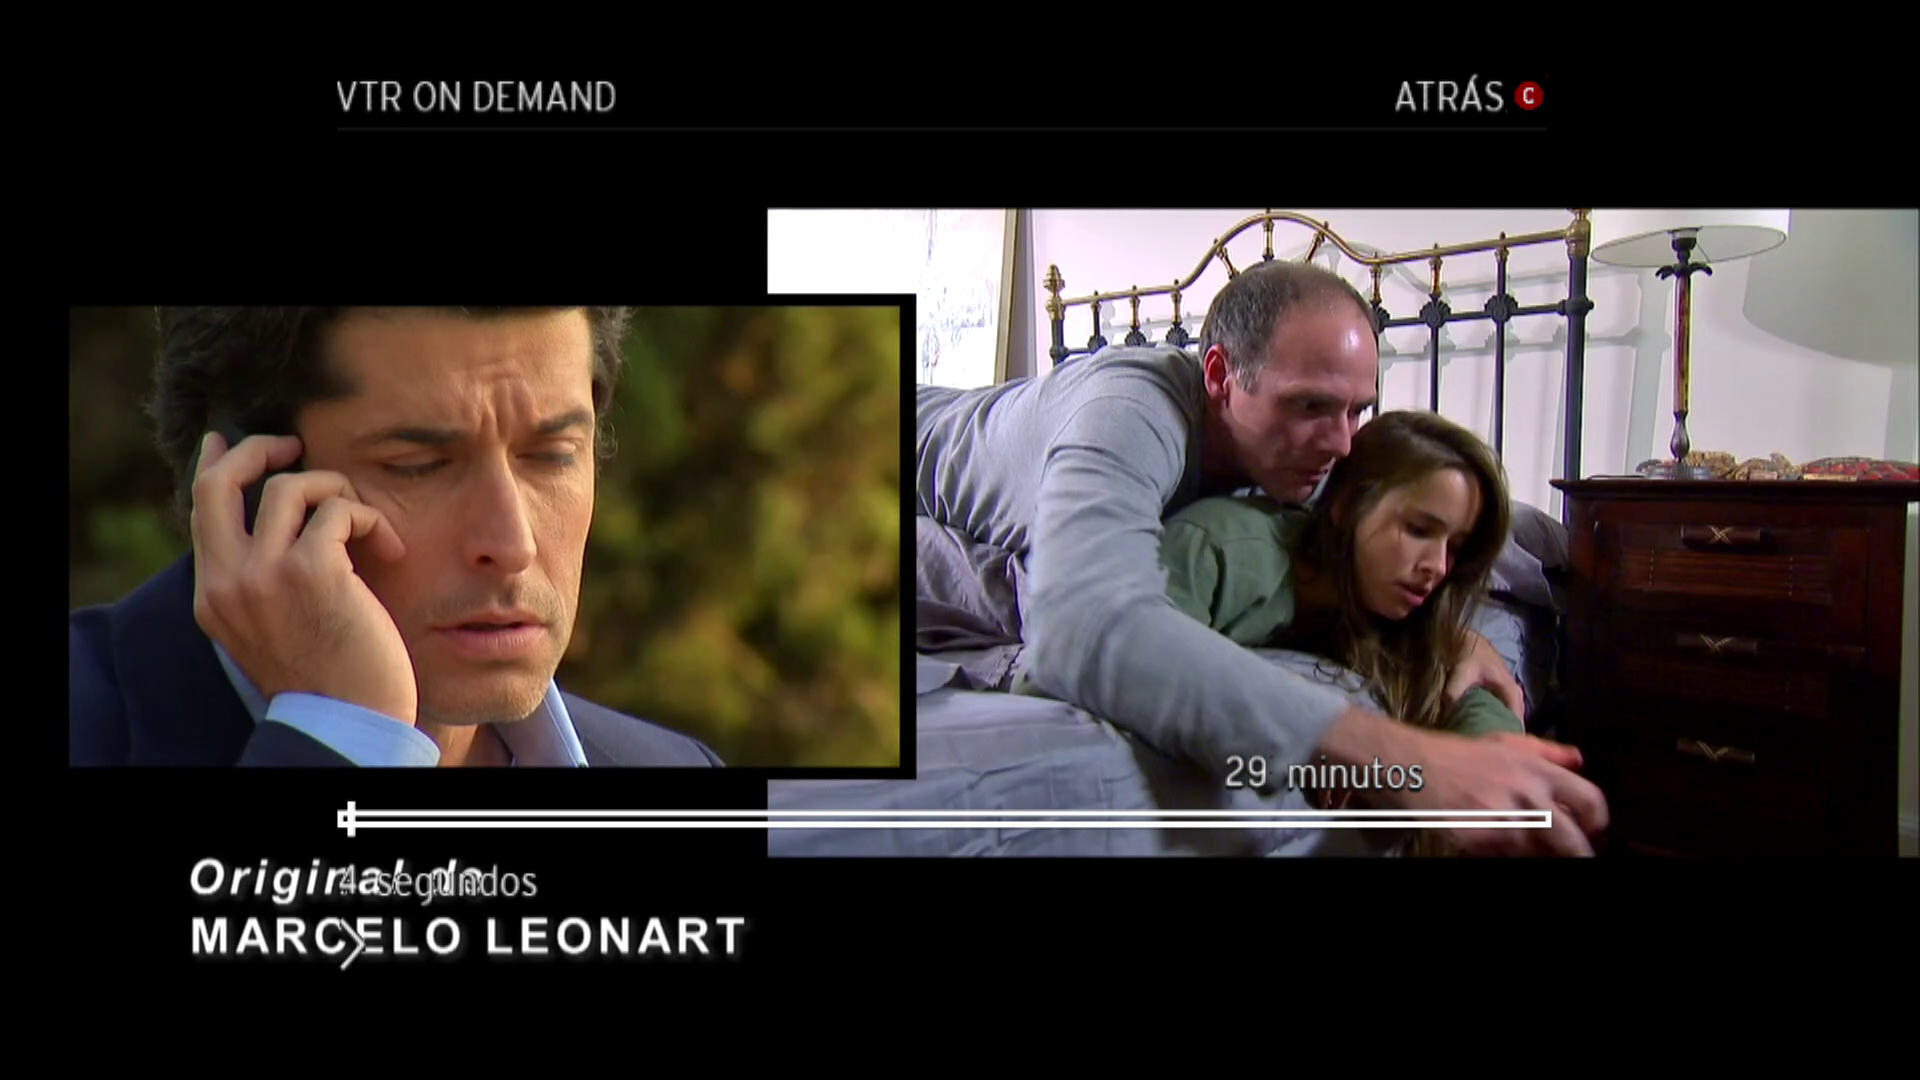 VTR ON DEMAND
ATRÁS C
29 minutos
4 segundos
Original de
MARCELO LEONART